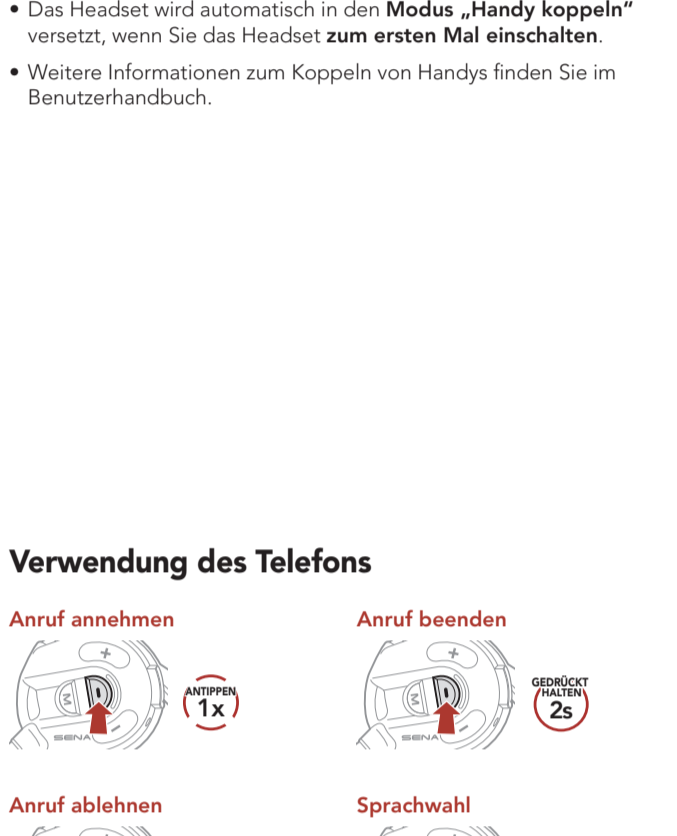 • Das Headset wird automatisch in den Modus „Handy koppeln“
versetzt, wenn Sie das Headset zum ersten Mal einschalten.
• Weitere Informationen zum Koppeln von Handys finden Sie im
Benutzerhandbuch.
Verwendung des Telefons
Anruf annehmen
+
M
SENA
ANTIPPEN
1x
Anruf beenden
+
M
SENA
GEDRÜCKT
HALTEN
2s
Anruf ablehnen
Sprachwahl